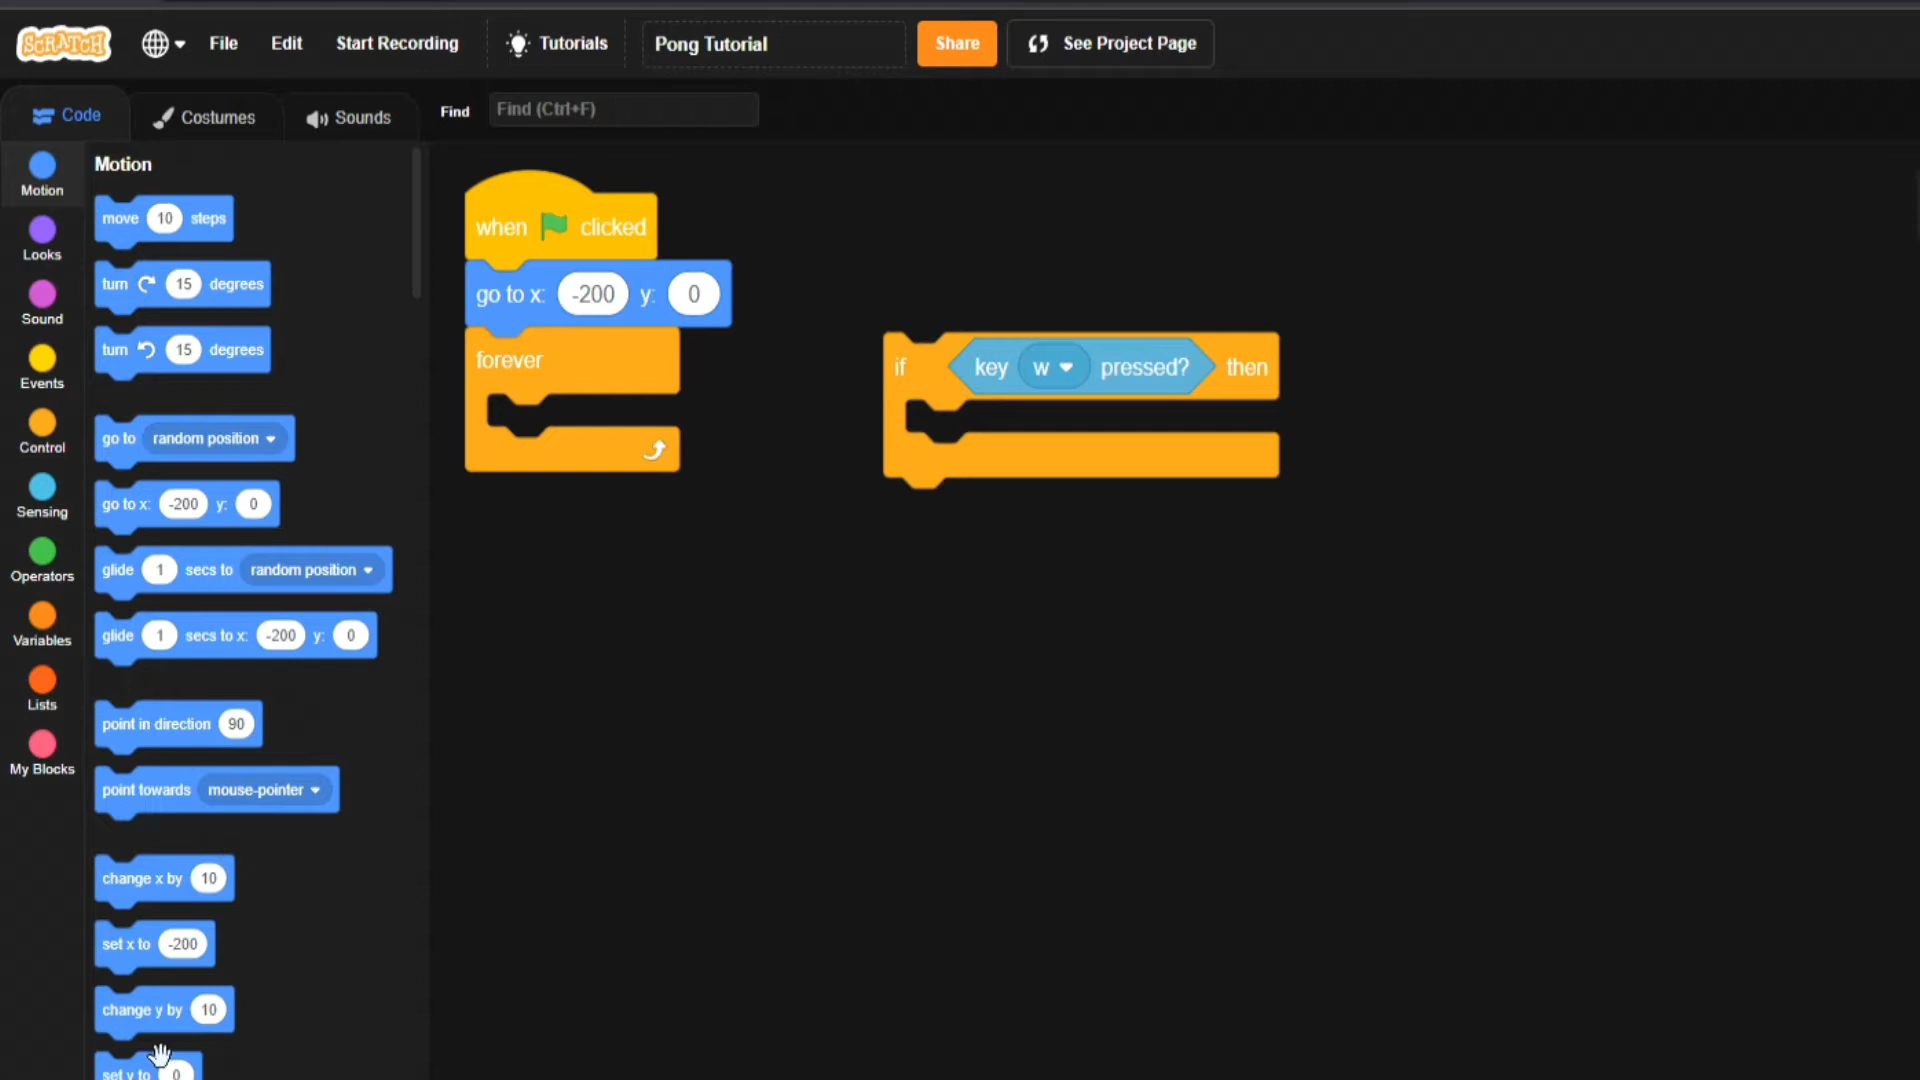 SCRATCH File Edit Start Recording Tutorials Pong Tutorial Share See Project Page
Code Costumes Sounds Find Find (Ctrl+F)
Motion
Looks
Sound
Events
Control
Sensing
Operators
Variables
Lists
My Blocks
Motion
move 10 steps
turn 15 degrees
turn 15 degrees
go to random position
go to x: -200 y: 0
glide 1 secs to random position
glide 1 secs to x: -200 y: 0
point in direction 90
point towards mouse-pointer
change x by 10
set x to -200
change y by 10
set y to 0
when clicked
go to x: -200 y: 0
forever
if key w pressed? then